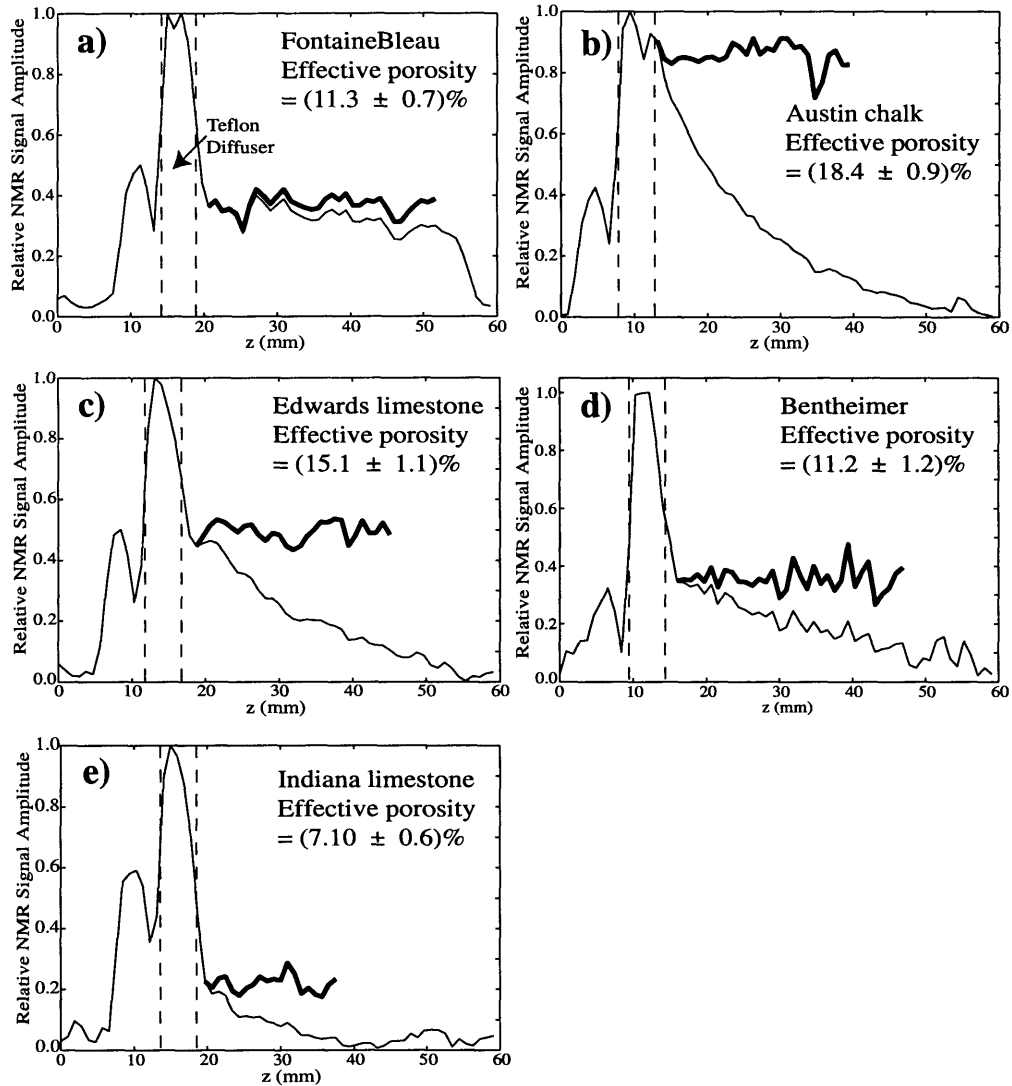 a)
FontaineBleau
Effective porosity
= (11.3 ± 0.7)%
Teflon
Diffuser
Relative NMR Signal Amplitude
1.0
0.8
0.6
0.4
0.2
0.0
0 10 20 30 40 50 60
z (mm)
b)
Austin chalk
Effective porosity
= (18.4 ± 0.9)%
Relative NMR Signal Amplitude
1.0
0.8
0.6
0.4
0.2
0.0
0 10 20 30 40 50 60
z (mm)
c)
Edwards limestone
Effective porosity
= (15.1 ± 1.1)%
Relative NMR Signal Amplitude
1.0
0.8
0.6
0.4
0.2
0.0
0 10 20 30 40 50 60
z (mm)
d)
Bentheimer
Effective porosity
= (11.2 ± 1.2)%
Relative NMR Signal Amplitude
1.0
0.8
0.6
0.4
0.2
0.0
0 10 20 30 40 50 60
z (mm)
e)
Indiana limestone
Effective porosity
= (7.10 ± 0.6)%
Relative NMR Signal Amplitude
1.0
0.8
0.6
0.4
0.2
0.0
0 10 20 30 40 50 60
z (mm)